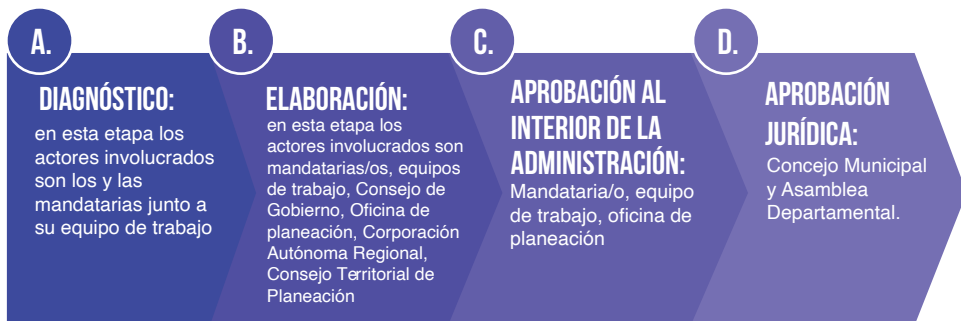 A.
DIAGNÓSTICO:
en esta etapa los
actores involucrados
son los y las
mandatarias junto a
su equipo de trabajo
B.
ELABORACIÓN:
en esta etapa los
actores involucrados son
mandatarias/os, equipos
de trabajo, Consejo de
Gobierno, Oficina de
planeación, Corporación
Autónoma Regional,
Consejo Territorial de
Planeación
C.
APROBACIÓN AL
INTERIOR DE LA
ADMINISTRACIÓN:
Mandataria/o, equipo
de trabajo, oficina de
planeación
D.
APROBACIÓN
JURÍDICA:
Concejo Municipal
y Asamblea
Departamental.